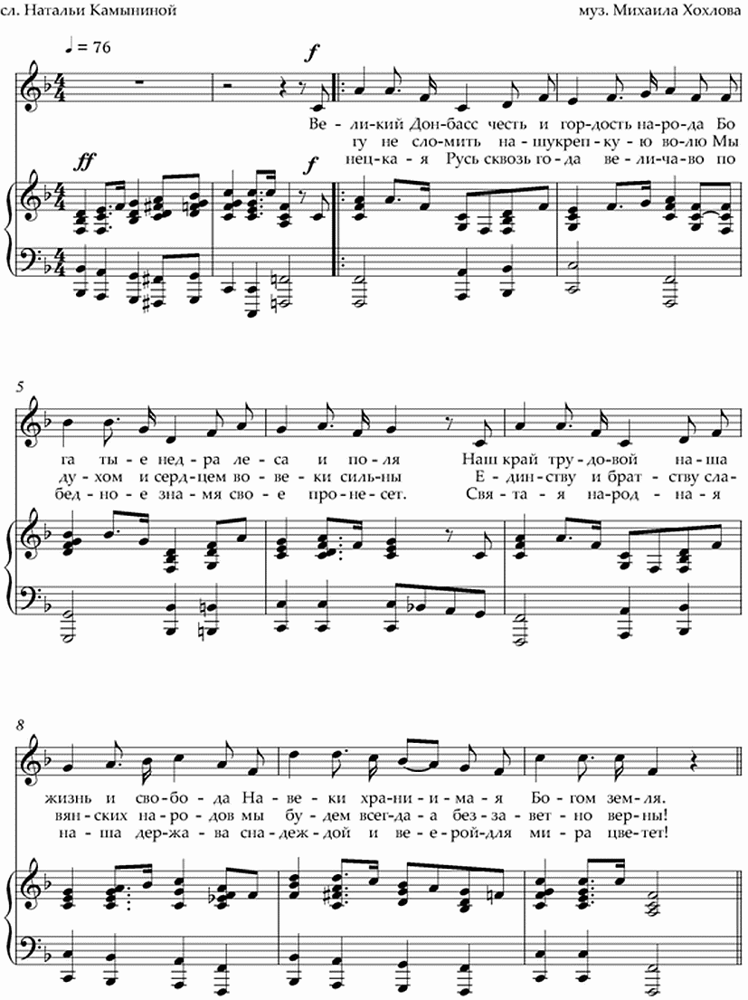 сл. Натальи Камыниной муз. Михаила Хохлова
♩ = 76
f
Ве - ли-кий Дон-басс честь и гор-дость на-ро-да Бо
гу не сло-мить на-шу креп-ку-ю волю Мы
ff f
нец-ка-я Русь сквозь го-да ве-ли-ча-во по
5
га ты-е нед-ра ле-са и по-ля Наш край тру-до-вой на-ша
ду-хом и серд-цем во-ве-ки силь-ны Е-дин-ству и брат-ству сла-
бед-но-е зна-мя сво-е про-не-сет. Свя-та-я на-род-на-я
8
жизнь и сво-бо-да На-ве-ки хра-ни-и-ма-я Бо-гом зем-ля.
вян-ских на-ро-дов мы бу-дем всег-да-а без-за-вет-но вер-ны!
на-ша дер-жа-ва с на-деж-дой и ве-е-рой-для ми-ра цве-тет!